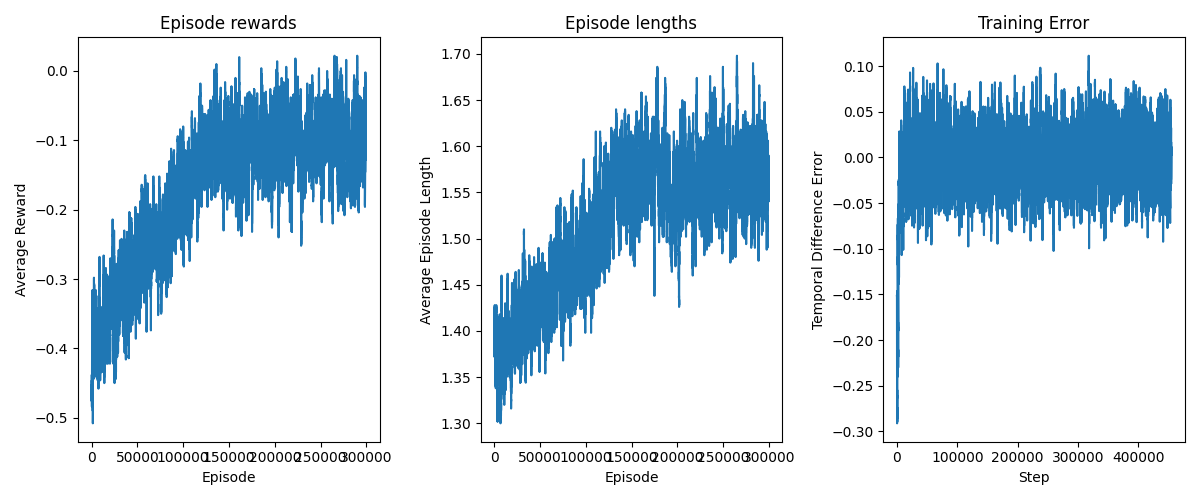 Episode rewards
Average Reward
0.0
−0.1
−0.2
−0.3
−0.4
−0.5
0 50000 100000 150000 200000 250000 300000
Episode
Episode lengths
Average Episode Length
1.70
1.65
1.60
1.55
1.50
1.45
1.40
1.35
1.30
0 50000 100000 150000 200000 250000 300000
Episode
Training Error
Temporal Difference Error
0.10
0.05
0.00
−0.05
−0.10
−0.15
−0.20
−0.25
−0.30
0 100000 200000 300000 400000
Step